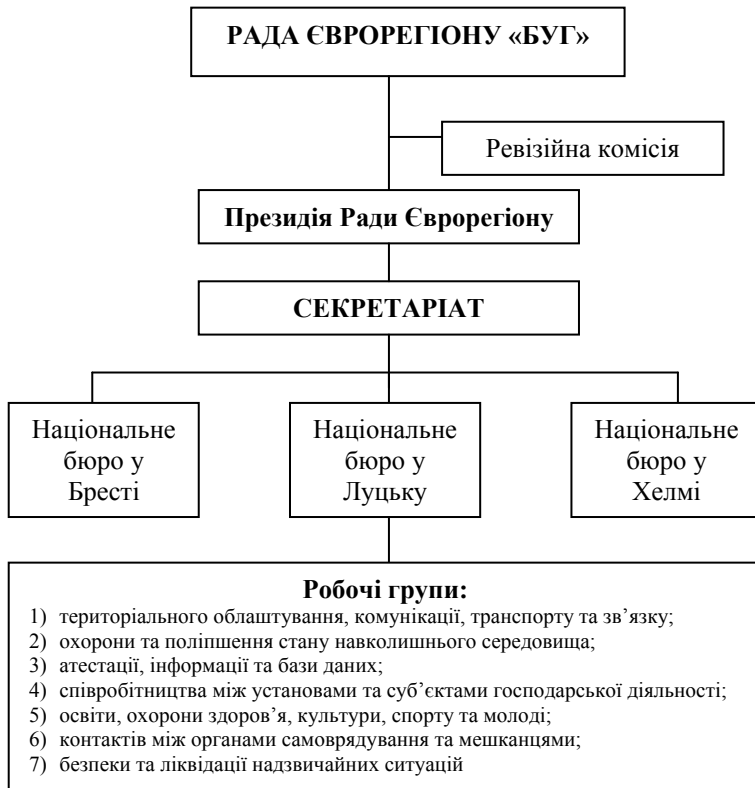 РАДА ЄВРОРЕГІОНУ «БУГ»
Ревізійна комісія
Президія Ради Єврорегіону
СЕКРЕТАРІАТ
Національне
бюро у
Бресті
Національне
бюро у
Луцьку
Національне
бюро у
Хелмі
Робочі групи:
1) територіального облаштування, комунікації, транспорту та зв’язку;
2) охорони та поліпшення стану навколишнього середовища;
3) атестації, інформації та бази даних;
4) співробітництва між установами та суб’єктами господарської діяльності;
5) освіти, охорони здоров’я, культури, спорту та молоді;
6) контактів між органами самоврядування та мешканцями;
7) безпеки та ліквідації надзвичайних ситуацій